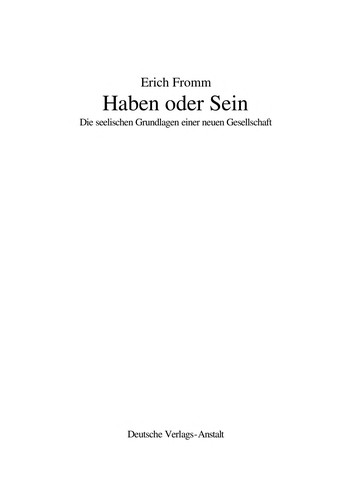 Erich Fromm
Haben oder Sein
Die seelischen Grundlagen einer neuen Gesellschaft
Deutsche Verlags-Anstalt